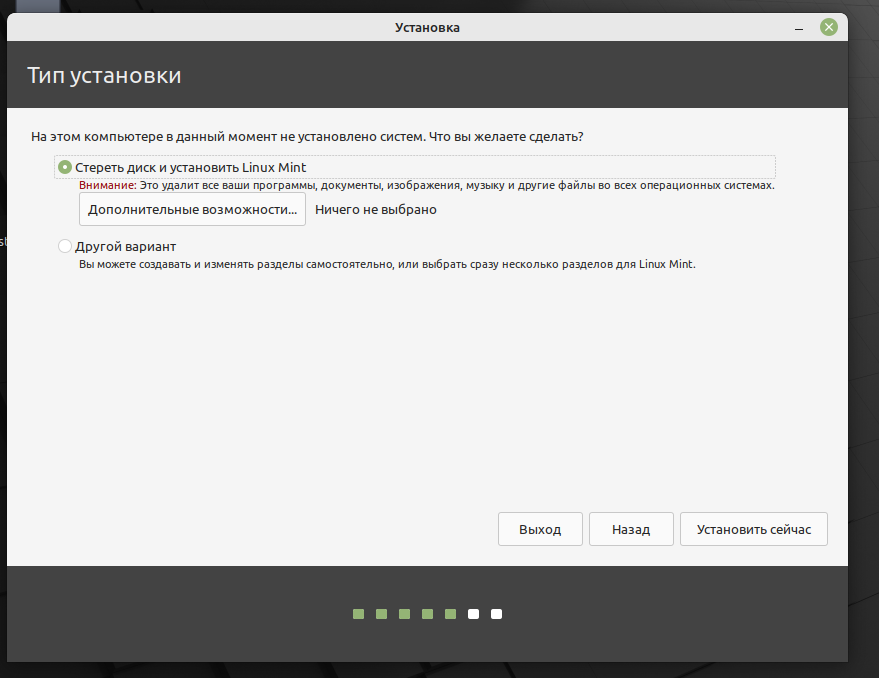 Установка
Тип установки
На этом компьютере в данный момент не установлено систем. Что вы желаете сделать?
Стереть диск и установить Linux Mint
Внимание: Это удалит все ваши программы, документы, изображения, музыку и другие файлы во всех операционных системах.
Дополнительные возможности... Ничего не выбрано
Другой вариант
Вы можете создавать и изменять разделы самостоятельно, или выбрать сразу несколько разделов для Linux Mint.
Выход Назад Установить сейчас